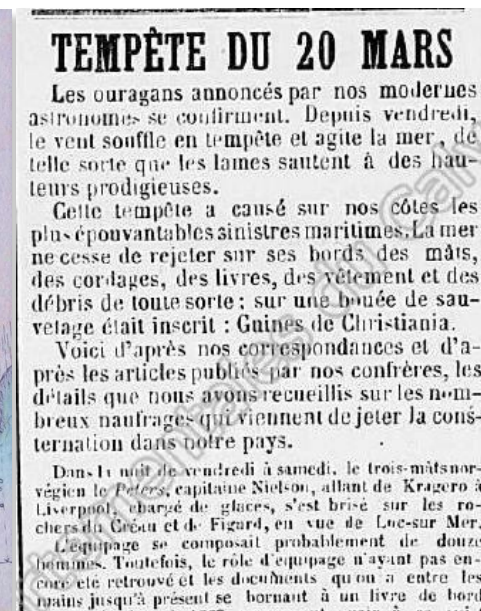 TEMPÊTE DU 20 MARS
Les ouragans annoncés par nos modernes
astronomes se confirment. Depuis vendredi,
le vent souffle en tempête et agite la mer, de
telle sorte que les lames sautent à des hau-
teurs prodigieuses.
Cette tempête a causé sur nos côtes les
plus épouvantables sinistres maritimes. La mer
ne cesse de rejeter sur ses bords des mâts,
des cordages, des livres, des vêtement et des
débris de toute sorte ; sur une bouée de sau-
vetage était inscrit : Guines de Christiania.
Voici d'après nos correspondances et d'a-
près les articles publiés par nos confrères, les
détails que nous avons recueillis sur les nom-
breux naufrages qui viennent de jeter la cons-
ternation dans notre pays.
Dans la nuit de vendredi à samedi, le trois-mâts nor-
végien le Peters, capitaine Nielson, allant de Kragero à
Liverpool, chargé de glaces, s'est brisé sur les ro-
chers du Créau et de Figard, en vue de Luc-sur Mer.
L'équipage se composait probablement de douze
hommes. Toutefois, le rôle d'équipage n'ayant pas en-
core été retrouvé et les documents qu'on a entre les
mains jusqu'à présent se bornant à un livre de bord